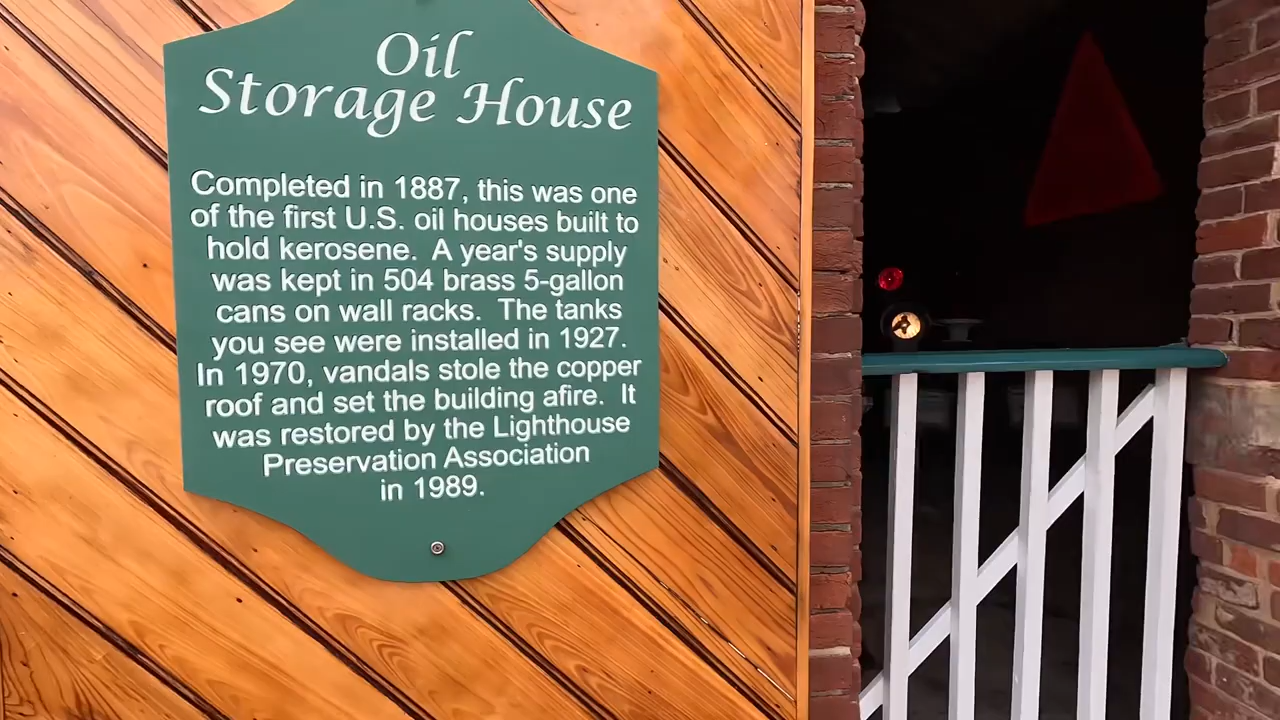 Oil
Storage House
Completed in 1887, this was one
of the first U.S. oil houses built to
hold kerosene. A year's supply
was kept in 504 brass 5-gallon
cans on wall racks. The tanks
you see were installed in 1927.
In 1970, vandals stole the copper
roof and set the building afire. It
was restored by the Lighthouse
Preservation Association
in 1989.